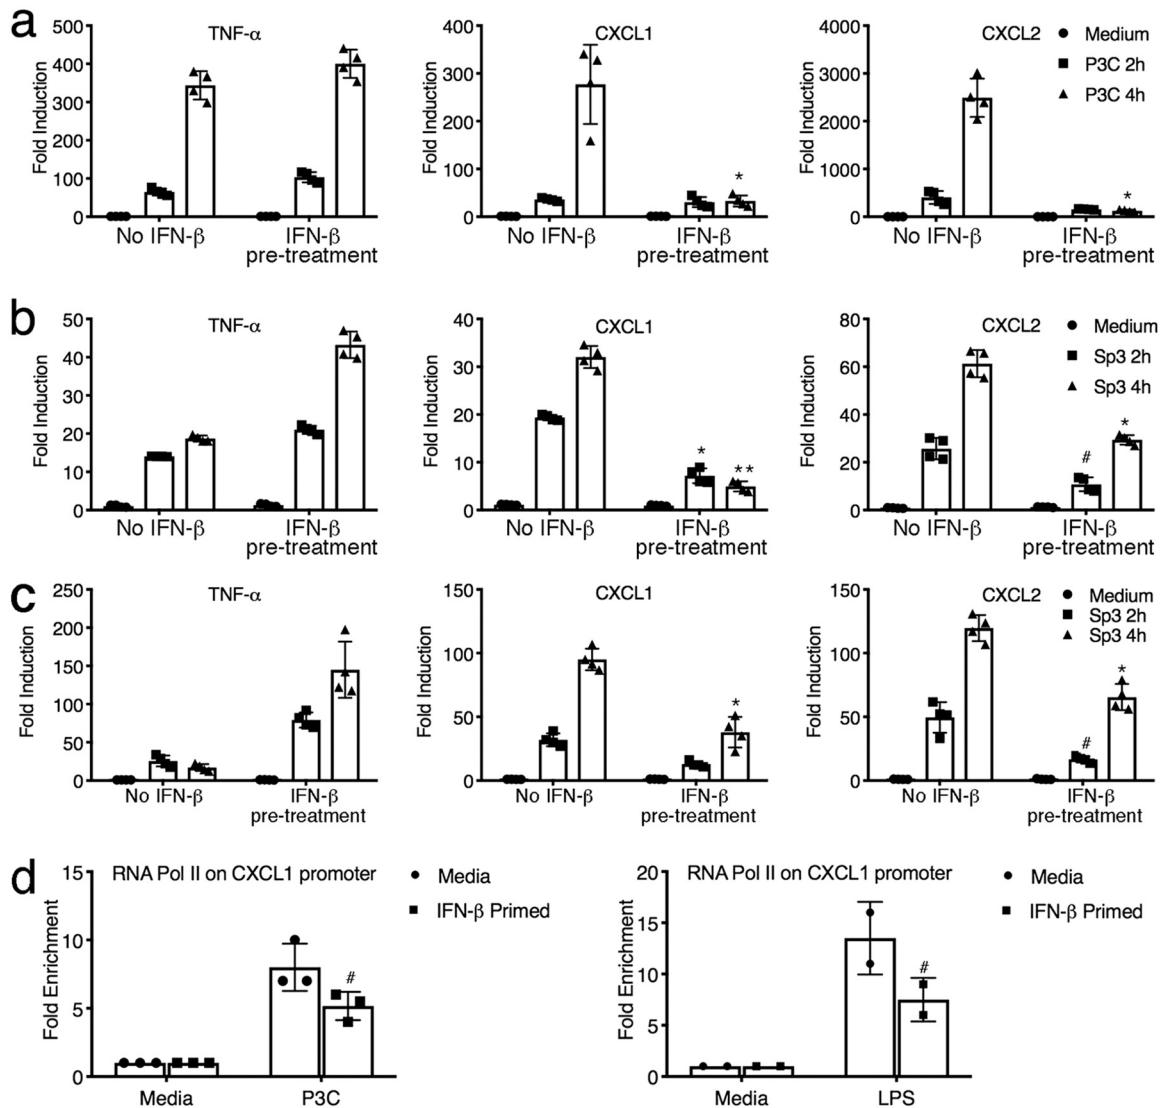 a
TNF-α
CXCL1
CXCL2
Medium
P3C 2h
P3C 4h
Fold Induction
500
400
300
200
100
0
No IFN-β
IFN-β
pre-treatment
Fold Induction
400
300
200
100
0
*
No IFN-β
IFN-β
pre-treatment
Fold Induction
4000
3000
2000
1000
0
*
No IFN-β
IFN-β
pre-treatment
b
TNF-α
CXCL1
CXCL2
Medium
Sp3 2h
Sp3 4h
Fold Induction
50
40
30
20
10
0
No IFN-β
IFN-β
pre-treatment
Fold Induction
40
30
20
10
0
*
**
No IFN-β
IFN-β
pre-treatment
Fold Induction
80
60
40
20
0
#
*
No IFN-β
IFN-β
pre-treatment
c
TNF-α
CXCL1
CXCL2
Medium
Sp3 2h
Sp3 4h
Fold Induction
250
200
150
100
50
0
No IFN-β
IFN-β
pre-treatment
Fold Induction
150
100
50
0
*
No IFN-β
IFN-β
pre-treatment
Fold Induction
150
100
50
0
#
*
No IFN-β
IFN-β
pre-treatment
d
RNA Pol II on CXCL1 promoter
Media
IFN-β Primed
Fold Enrichment
15
10
5
0
#
Media
P3C
RNA Pol II on CXCL1 promoter
Media
IFN-β Primed
Fold Enrichment
20
15
10
5
0
#
Media
LPS